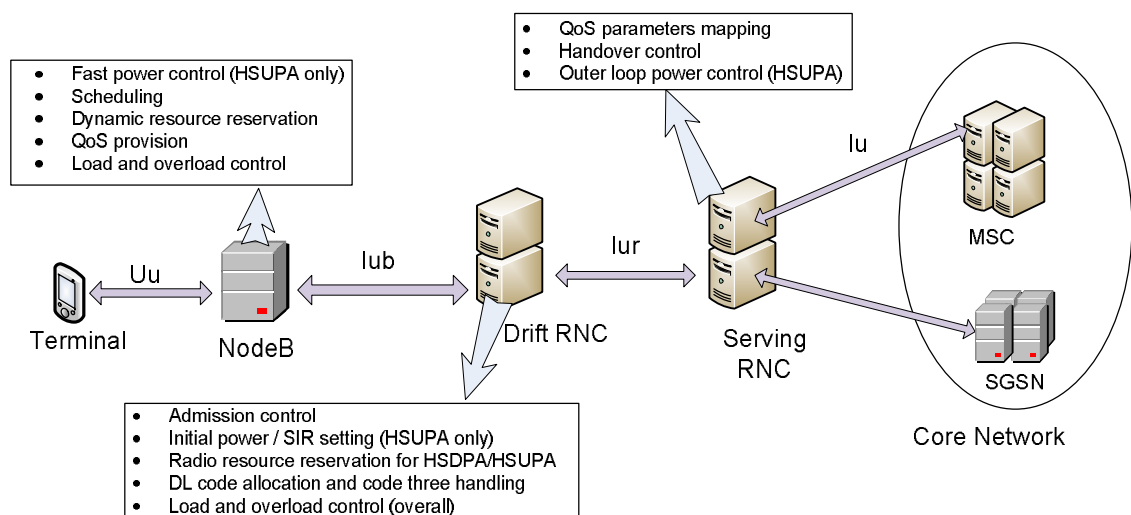 • QoS parameters mapping
• Handover control
• Outer loop power control (HSUPA)
• Fast power control (HSUPA only)
• Scheduling
• Dynamic resource reservation
• QoS provision
• Load and overload control
Iu
MSC
Uu
Iub
Iur
Terminal
NodeB
Drift RNC
Serving
RNC
SGSN
Core Network
• Admission control
• Initial power / SIR setting (HSUPA only)
• Radio resource reservation for HSDPA/HSUPA
• DL code allocation and code three handling
• Load and overload control (overall)